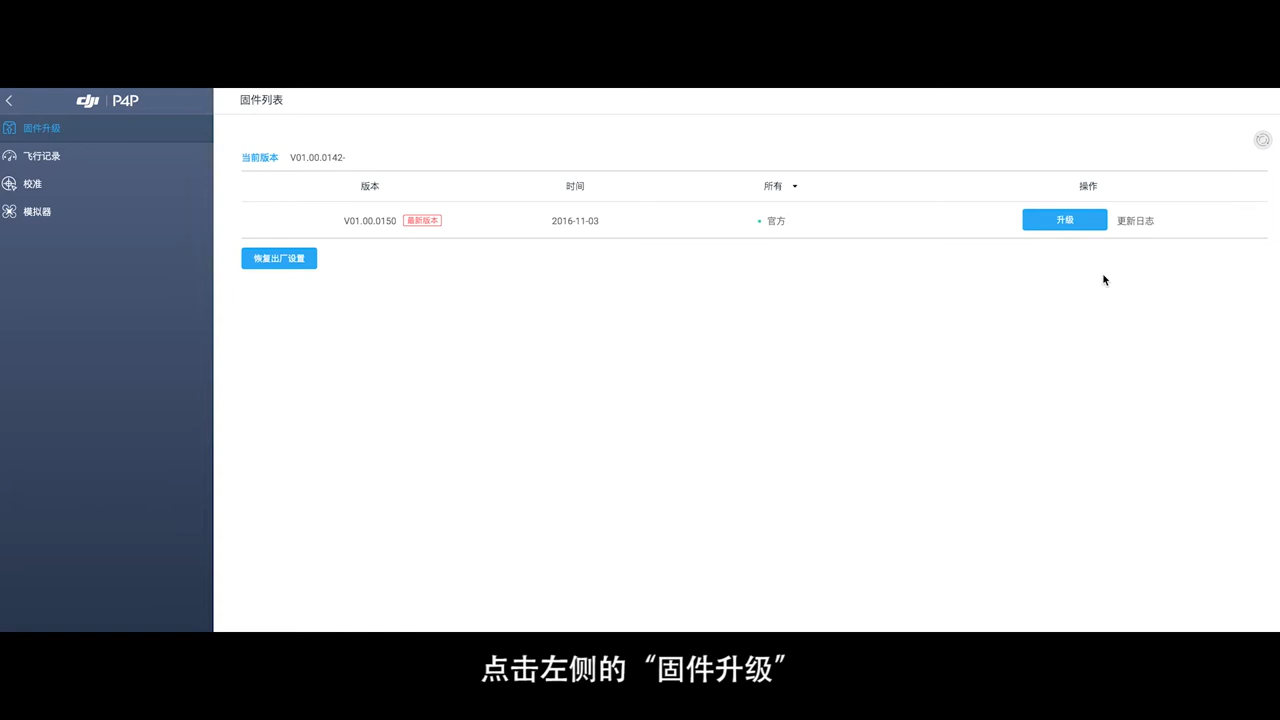 dji | P4P
固件升级
飞行记录
校准
模拟器
固件列表
当前版本 V01.00.0142-
版本 时间 所有 操作
V01.00.0150 最新版本 2016-11-03 官方 升级 更新日志
恢复出厂设置
点击左侧的“固件升级”